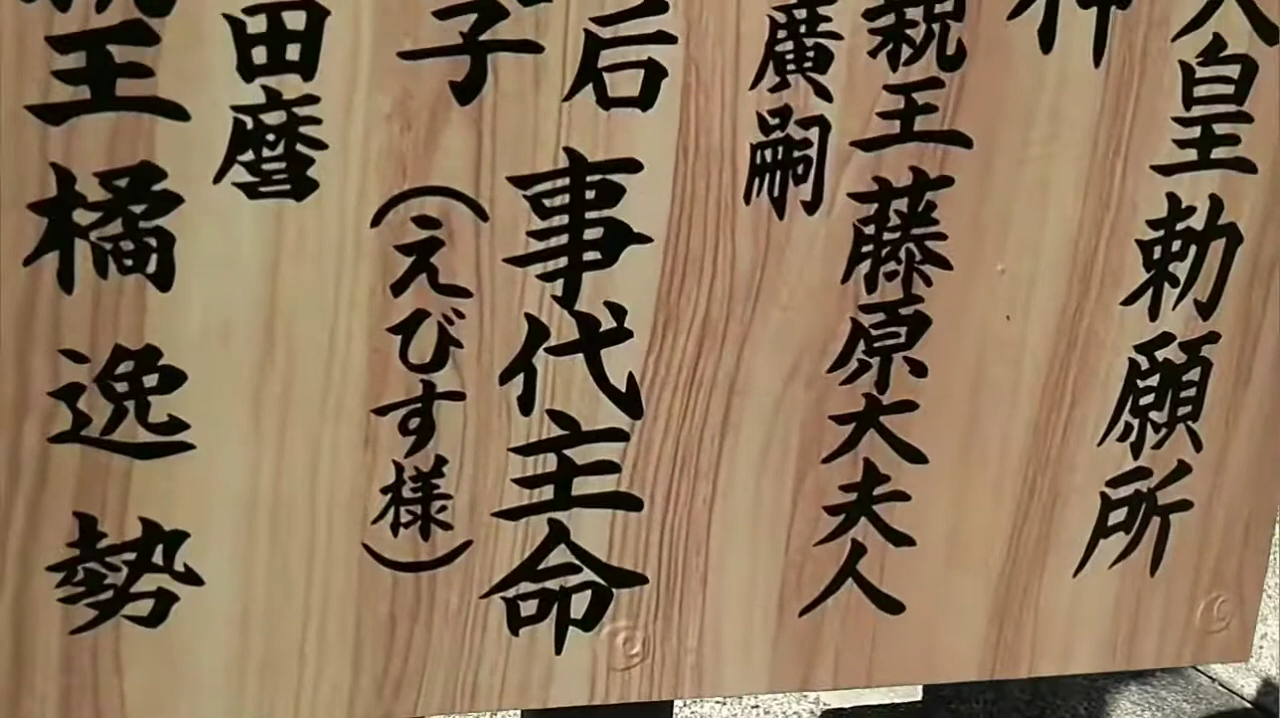 皇勅願所
神
親王 藤原大夫人
廣嗣
后 事代主命
子 (えびす様)
田麿
王 橘逸勢